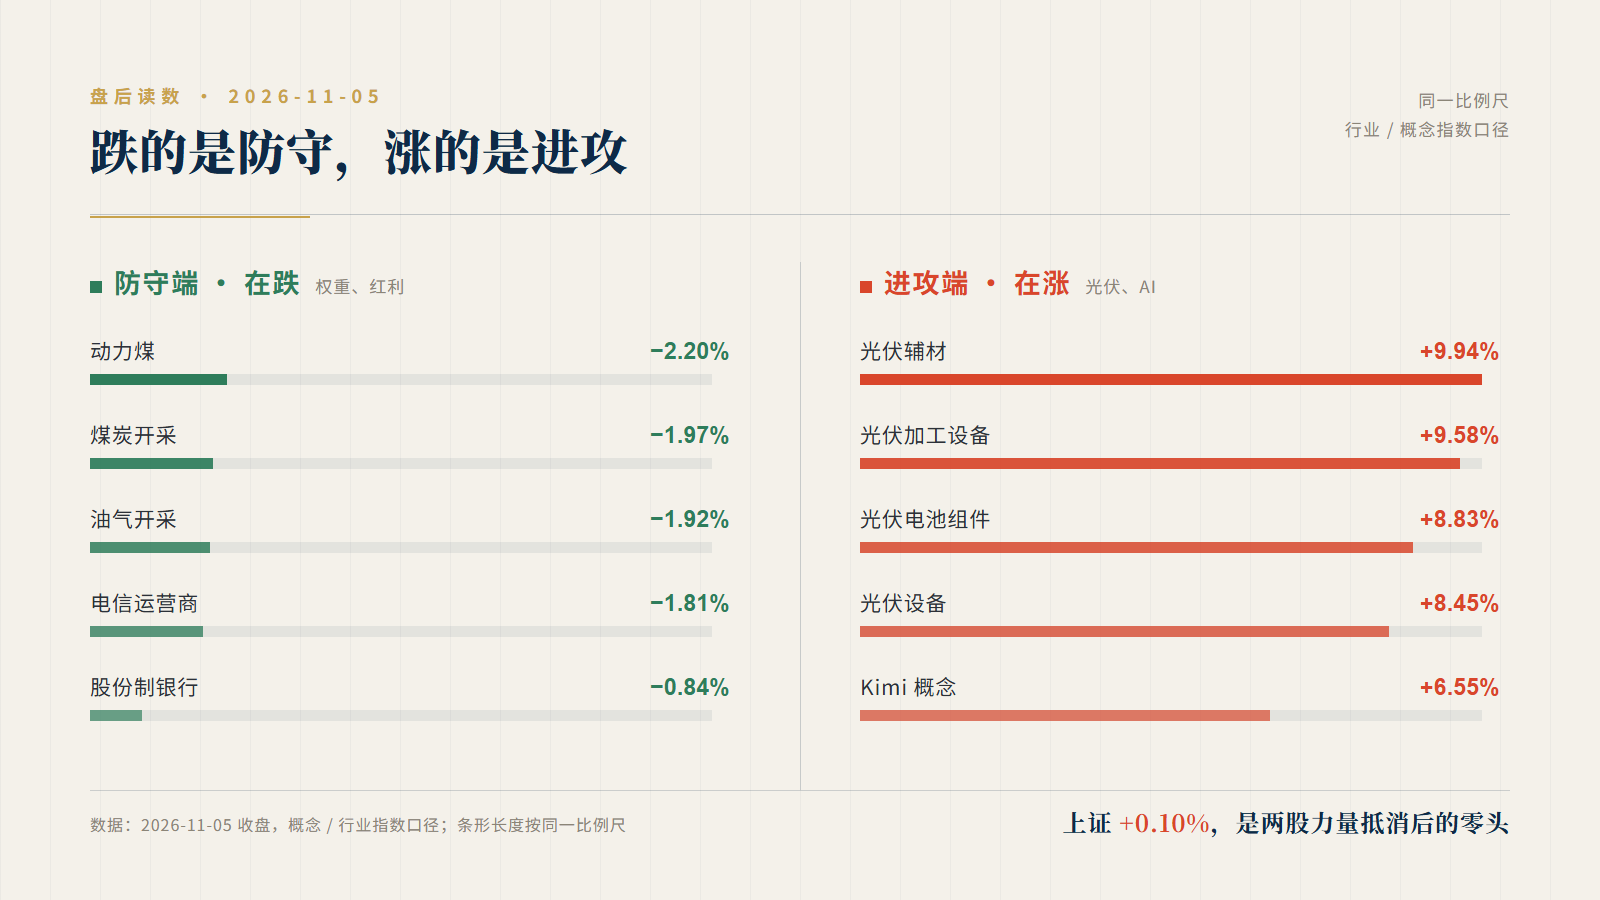 盘后读数 · 2026-11-05
跌的是防守，涨的是进攻
同一比例尺
行业 / 概念指数口径
防守端 · 在跌 权重、红利
动力煤 −2.20%
煤炭开采 −1.97%
油气开采 −1.92%
电信运营商 −1.81%
股份制银行 −0.84%
进攻端 · 在涨 光伏、AI
光伏辅材 +9.94%
光伏加工设备 +9.58%
光伏电池组件 +8.83%
光伏设备 +8.45%
Kimi 概念 +6.55%
数据：2026-11-05 收盘，概念 / 行业指数口径；条形长度按同一比例尺
上证 +0.10%，是两股力量抵消后的零头